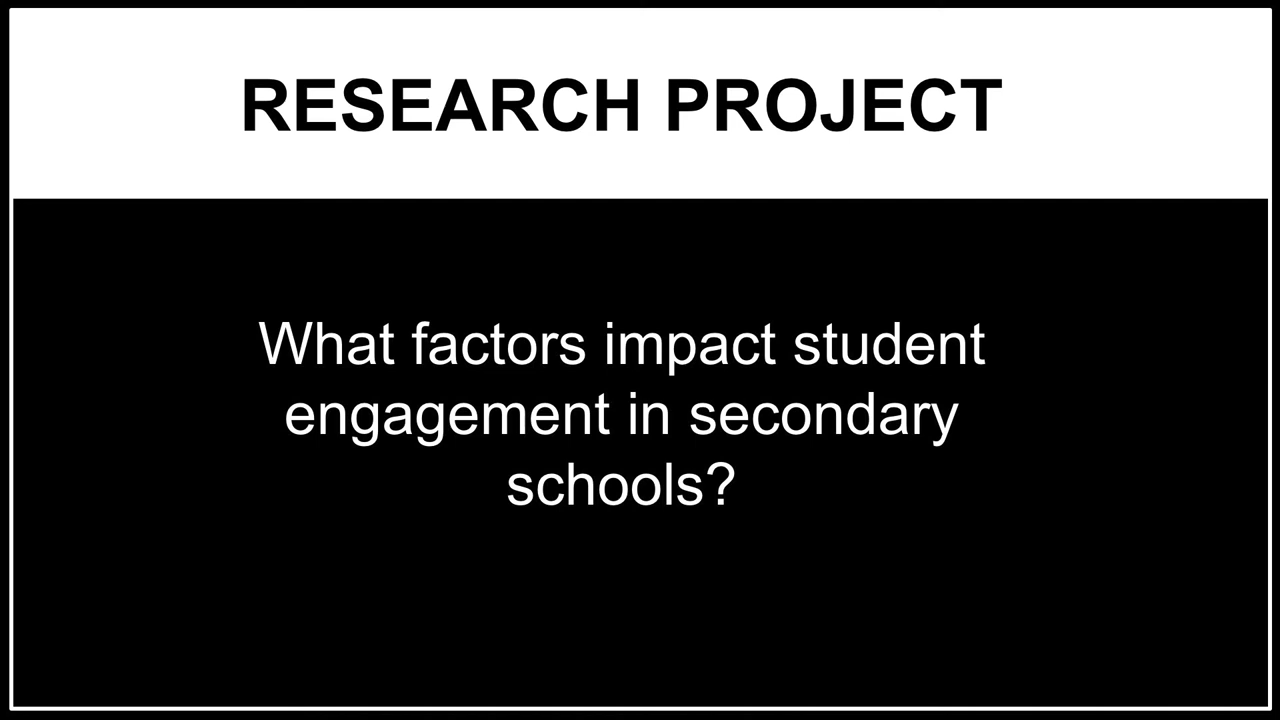 RESEARCH PROJECT
What factors impact student
engagement in secondary
schools?